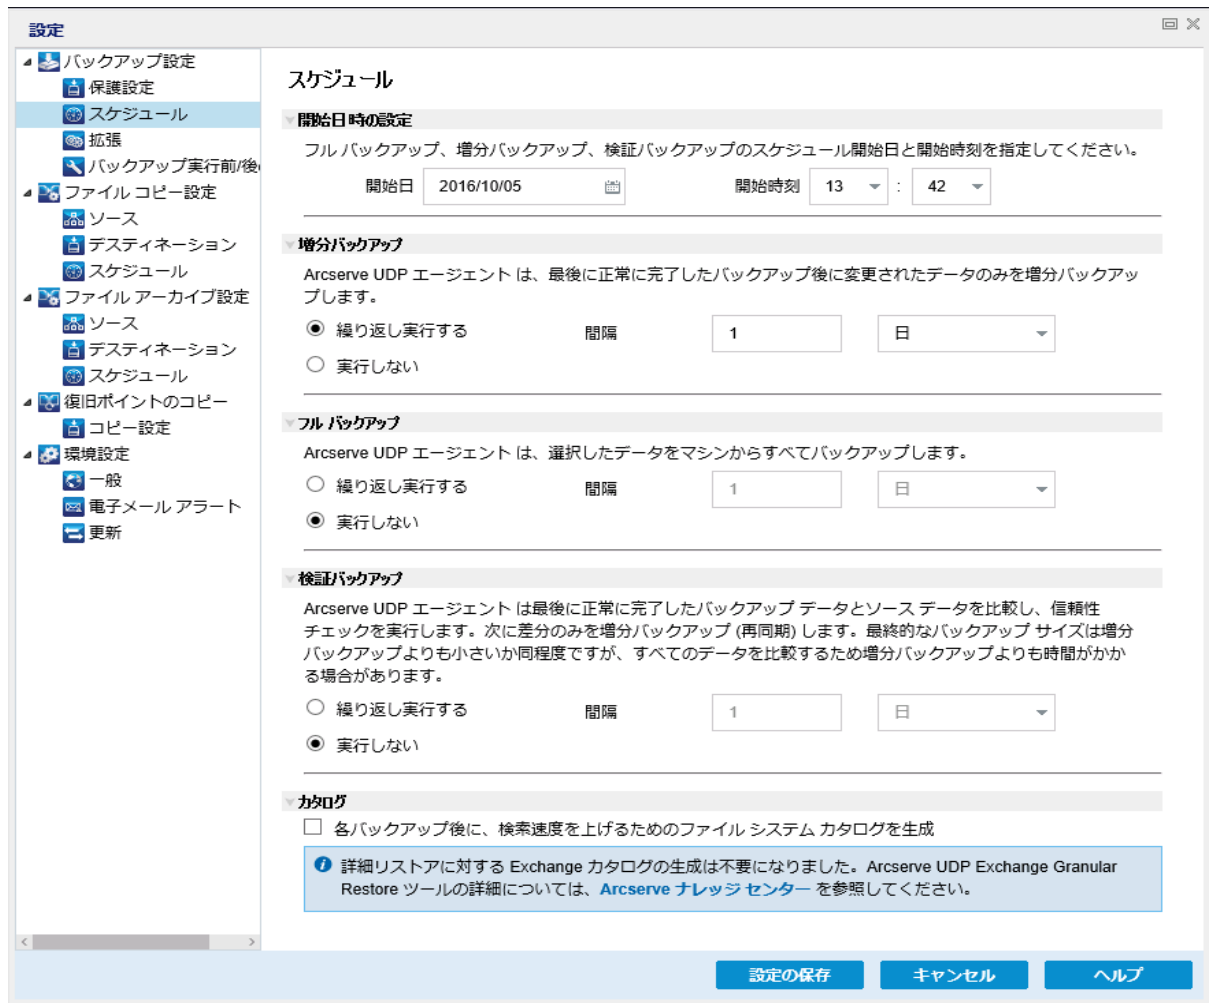 設定
バックアップ設定
保護設定
スケジュール
拡張
バックアップ実行前/後
ファイル コピー設定
ソース
デスティネーション
スケジュール
ファイル アーカイブ設定
ソース
デスティネーション
スケジュール
復旧ポイントのコピー
コピー設定
環境設定
一般
電子メール アラート
更新
スケジュール
開始日時の設定
フル バックアップ、増分バックアップ、検証バックアップのスケジュール開始日と開始時刻を指定してください。
開始日 2016/10/05 開始時刻 13 : 42
増分バックアップ
Arcserve UDP エージェント は、最後に正常に完了したバックアップ後に変更されたデータのみを増分バックアッ
プします。
繰り返し実行する 間隔 1 日
実行しない
フル バックアップ
Arcserve UDP エージェント は、選択したデータをマシンからすべてバックアップします。
繰り返し実行する 間隔 1 日
実行しない
検証バックアップ
Arcserve UDP エージェント は最後に正常に完了したバックアップ データとソース データを比較し、信頼性
チェックを実行します。次に差分のみを増分バックアップ (再同期) します。最終的なバックアップ サイズは増分
バックアップよりも小さいか同程度ですが、すべてのデータを比較するため増分バックアップよりも時間がかか
る場合があります。
繰り返し実行する 間隔 1 日
実行しない
カタログ
各バックアップ後に、検索速度を上げるためのファイル システム カタログを生成
詳細リストアに対する Exchange カタログの生成は不要になりました。Arcserve UDP Exchange Granular
Restore ツールの詳細については、Arcserve ナレッジ センター を参照してください。
設定の保存 キャンセル ヘルプ